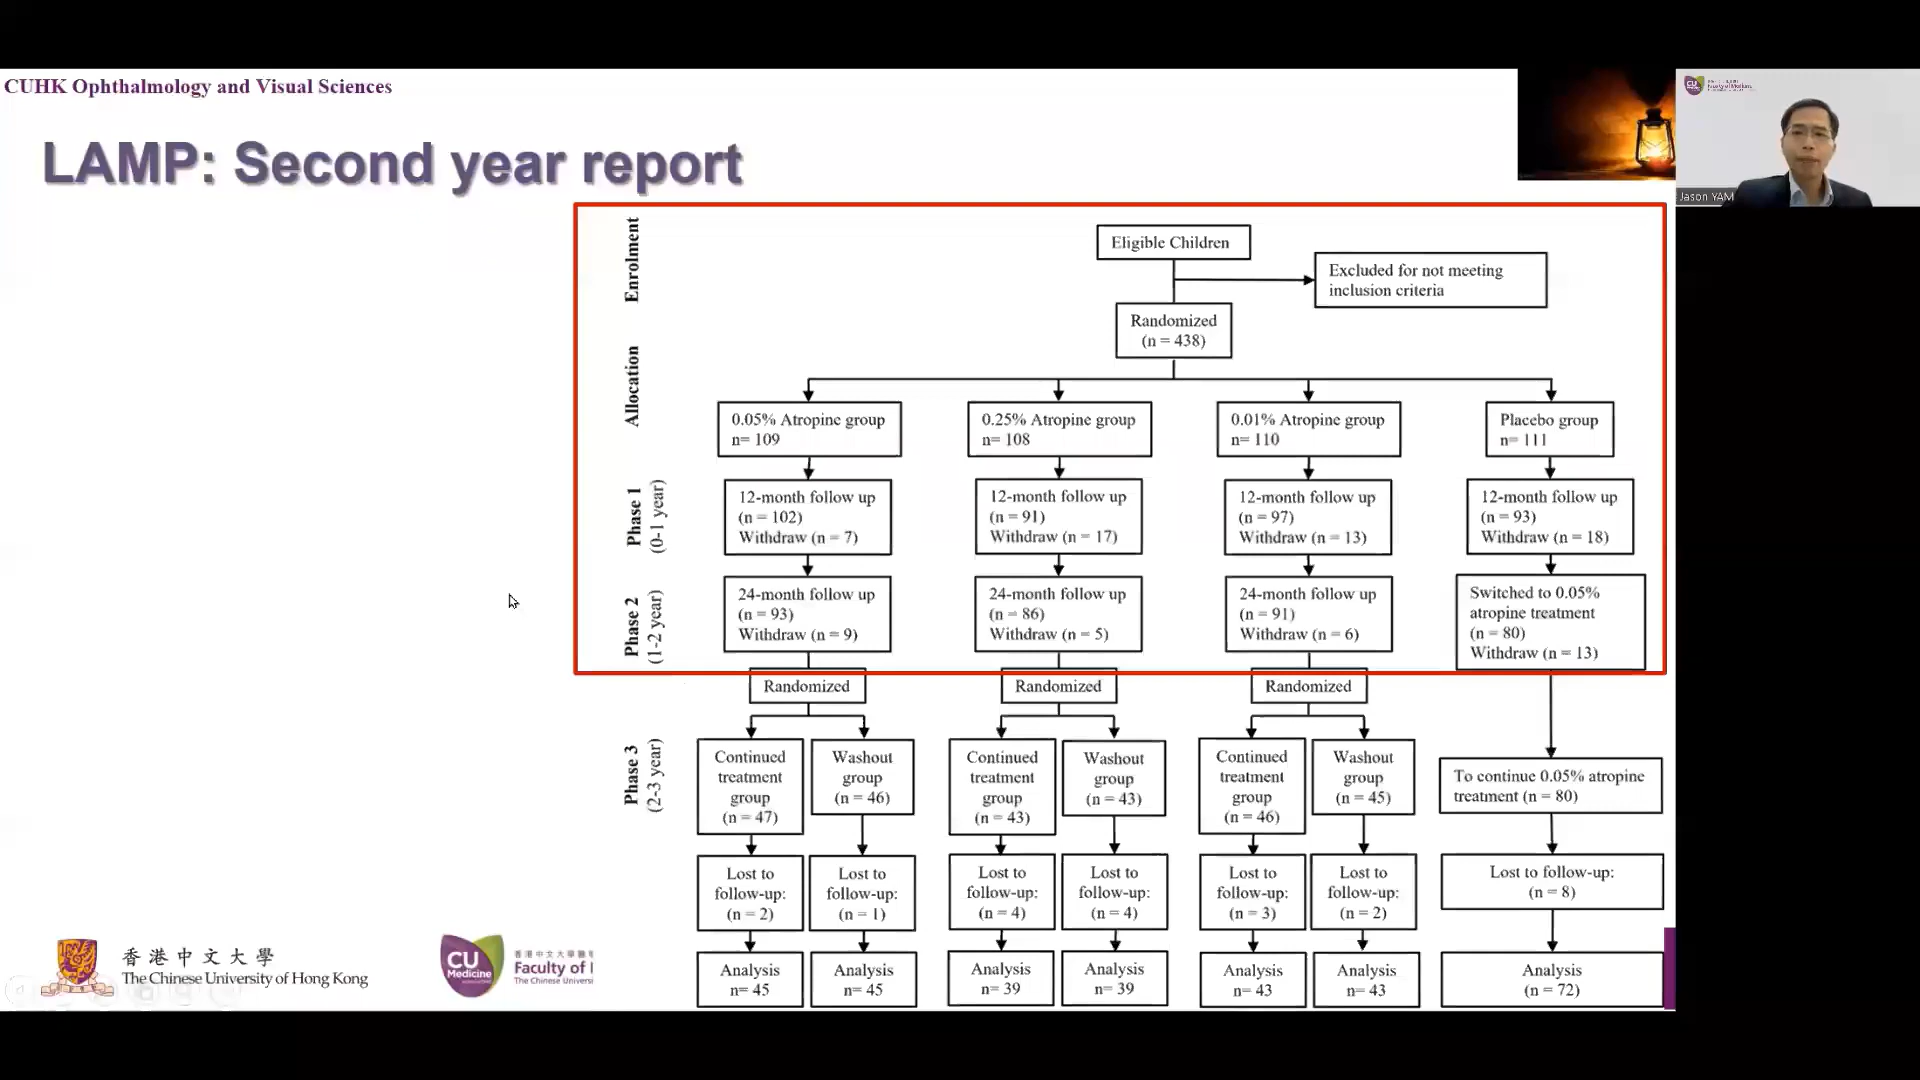 CUHK Ophthalmology and Visual Sciences
LAMP: Second year report
Jason YAM
Enrolment
Eligible Children
Excluded for not meeting
inclusion criteria
Randomized
(n = 438)
Allocation
0.05% Atropine group
n= 109
0.25% Atropine group
n= 108
0.01% Atropine group
n= 110
Placebo group
n= 111
Phase 1
(0-1 year)
12-month follow up
(n = 102)
Withdraw (n = 7)
12-month follow up
(n = 91)
Withdraw (n = 17)
12-month follow up
(n = 97)
Withdraw (n = 13)
12-month follow up
(n = 93)
Withdraw (n = 18)
Phase 2
(1-2 year)
24-month follow up
(n = 93)
Withdraw (n = 9)
24-month follow up
(n = 86)
Withdraw (n = 5)
24-month follow up
(n = 91)
Withdraw (n = 6)
Switched to 0.05%
atropine treatment
(n = 80)
Withdraw (n = 13)
Randomized
Randomized
Randomized
Phase 3
(2-3 year)
Continued
treatment
group
(n = 47)
Washout
group
(n = 46)
Continued
treatment
group
(n = 43)
Washout
group
(n = 43)
Continued
treatment
group
(n = 46)
Washout
group
(n = 45)
To continue 0.05% atropine
treatment (n = 80)
Lost to
follow-up:
(n = 2)
Lost to
follow-up:
(n = 1)
Lost to
follow-up:
(n = 4)
Lost to
follow-up:
(n = 4)
Lost to
follow-up:
(n = 3)
Lost to
follow-up:
(n = 2)
Lost to follow-up:
(n = 8)
Analysis
n= 45
Analysis
n= 45
Analysis
n= 39
Analysis
n= 39
Analysis
n= 43
Analysis
n= 43
Analysis
(n = 72)
香港中文大學
The Chinese University of Hong Kong
CU
Medicine
香港中文大學醫
Faculty of
The Chinese Universi